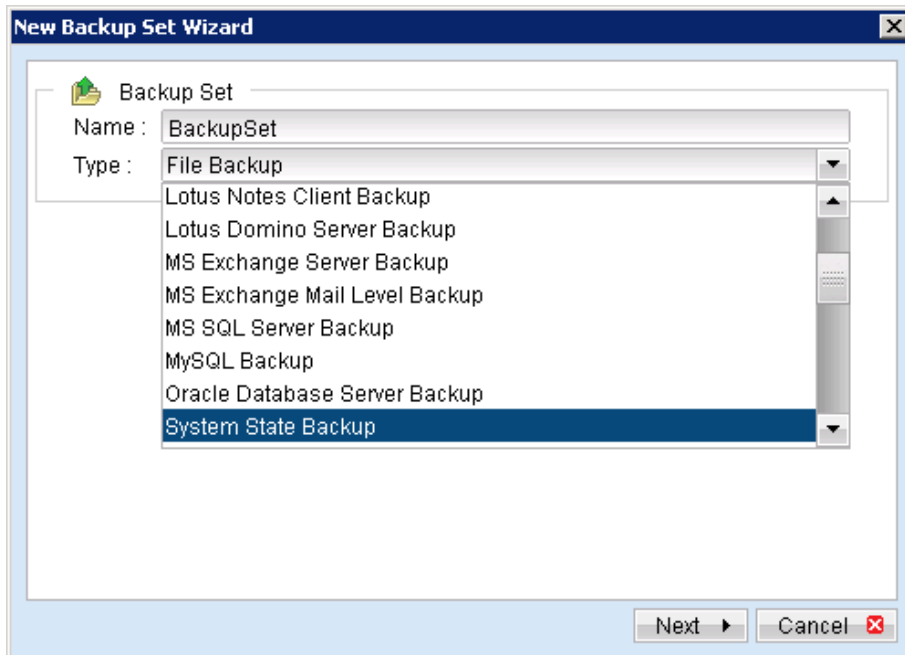 New Backup Set Wizard
Backup Set
Name : BackupSet
Type : File Backup
Lotus Notes Client Backup
Lotus Domino Server Backup
MS Exchange Server Backup
MS Exchange Mail Level Backup
MS SQL Server Backup
MySQL Backup
Oracle Database Server Backup
System State Backup
Next Cancel